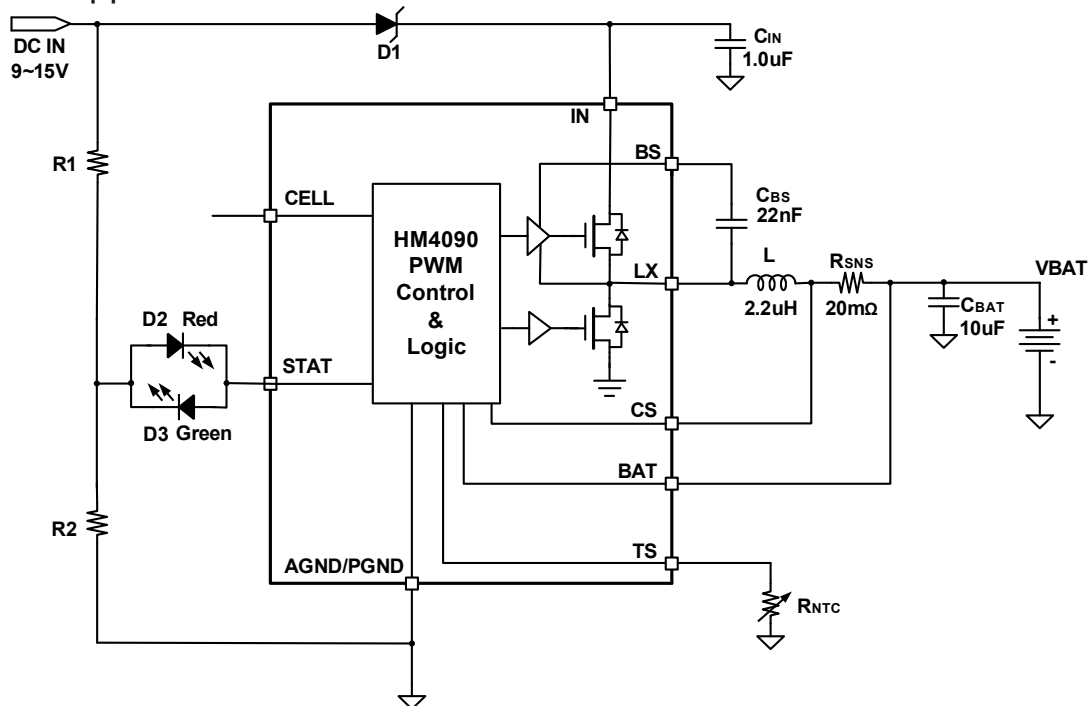 DC IN
9~15V
D1
CIN
1.0uF
IN
R1
BS
CELL
CBS
22nF
HM4090
PWM
Control
&
Logic
LX
L
2.2uH
RSNS
20mΩ
VBAT
CBAT
10uF
+
-
D2 Red
STAT
D3 Green
CS
BAT
R2
TS
AGND/PGND
RNTC